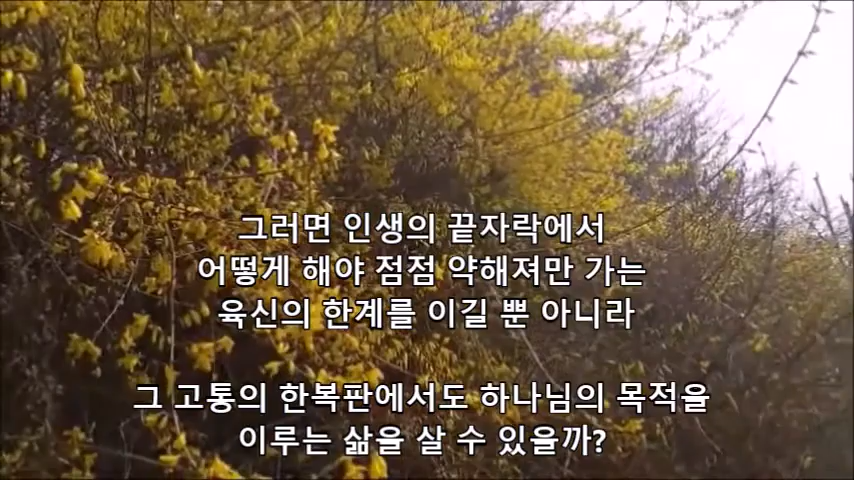 그러면 인생의 끝자락에서
어떻게 해야 점점 약해져만 가는
육신의 한계를 이길 뿐 아니라
그 고통의 한복판에서도 하나님의 목적을
이루는 삶을 살 수 있을까?